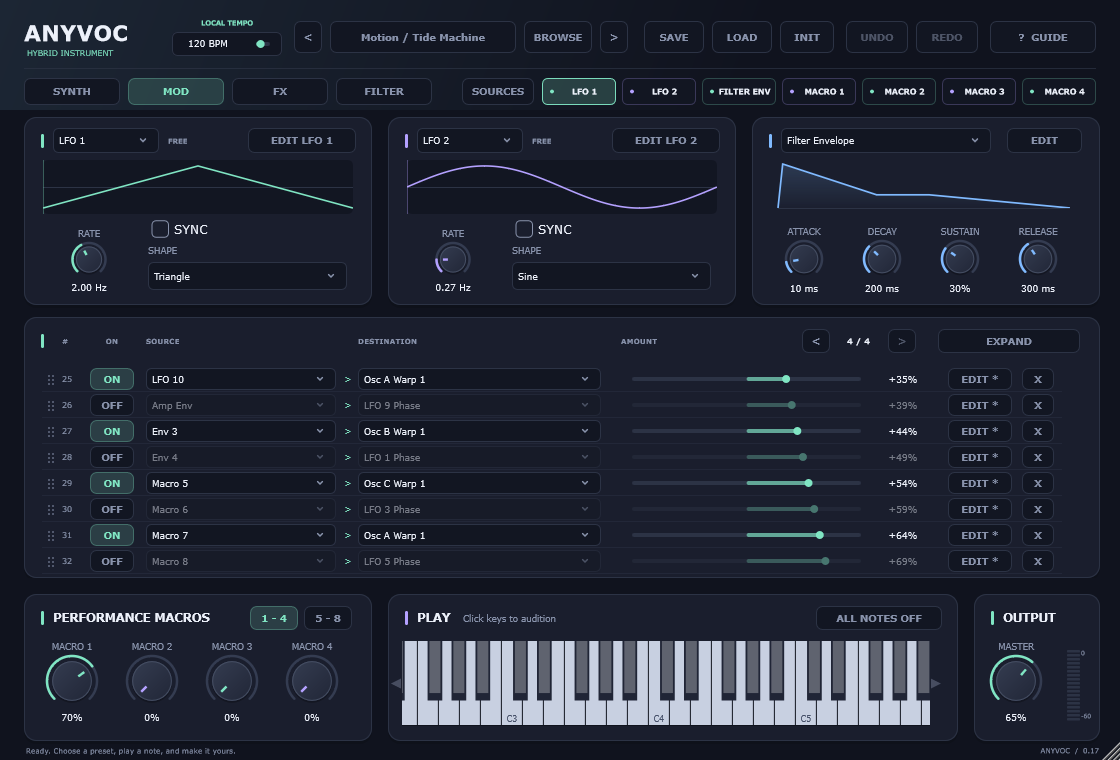 ANYVOC
HYBRID INSTRUMENT
LOCAL TEMPO
120 BPM
< Motion / Tide Machine BROWSE > SAVE LOAD INIT UNDO REDO ? GUIDE
SYNTH MOD FX FILTER SOURCES LFO 1 LFO 2 FILTER ENV MACRO 1 MACRO 2 MACRO 3 MACRO 4
LFO 1 FREE EDIT LFO 1
RATE SYNC
SHAPE
Triangle
2.00 Hz
LFO 2 FREE EDIT LFO 2
RATE SYNC
SHAPE
Sine
0.27 Hz
Filter Envelope EDIT
ATTACK DECAY SUSTAIN RELEASE
10 ms 200 ms 30% 300 ms
# ON SOURCE DESTINATION AMOUNT < 4 / 4 > EXPAND
25 ON LFO 10 > Osc A Warp 1 +35% EDIT * X
26 OFF Amp Env > LFO 9 Phase +39% EDIT * X
27 ON Env 3 > Osc B Warp 1 +44% EDIT * X
28 OFF Env 4 > LFO 1 Phase +49% EDIT * X
29 ON Macro 5 > Osc C Warp 1 +54% EDIT * X
30 OFF Macro 6 > LFO 3 Phase +59% EDIT * X
31 ON Macro 7 > Osc A Warp 1 +64% EDIT * X
32 OFF Macro 8 > LFO 5 Phase +69% EDIT * X
PERFORMANCE MACROS 1 - 4 5 - 8
MACRO 1 MACRO 2 MACRO 3 MACRO 4
70% 0% 0% 0%
PLAY Click keys to audition ALL NOTES OFF
C3 C4 C5
OUTPUT
MASTER
0
-60
65%
Ready. Choose a preset, play a note, and make it yours.
ANYVOC / 0.17